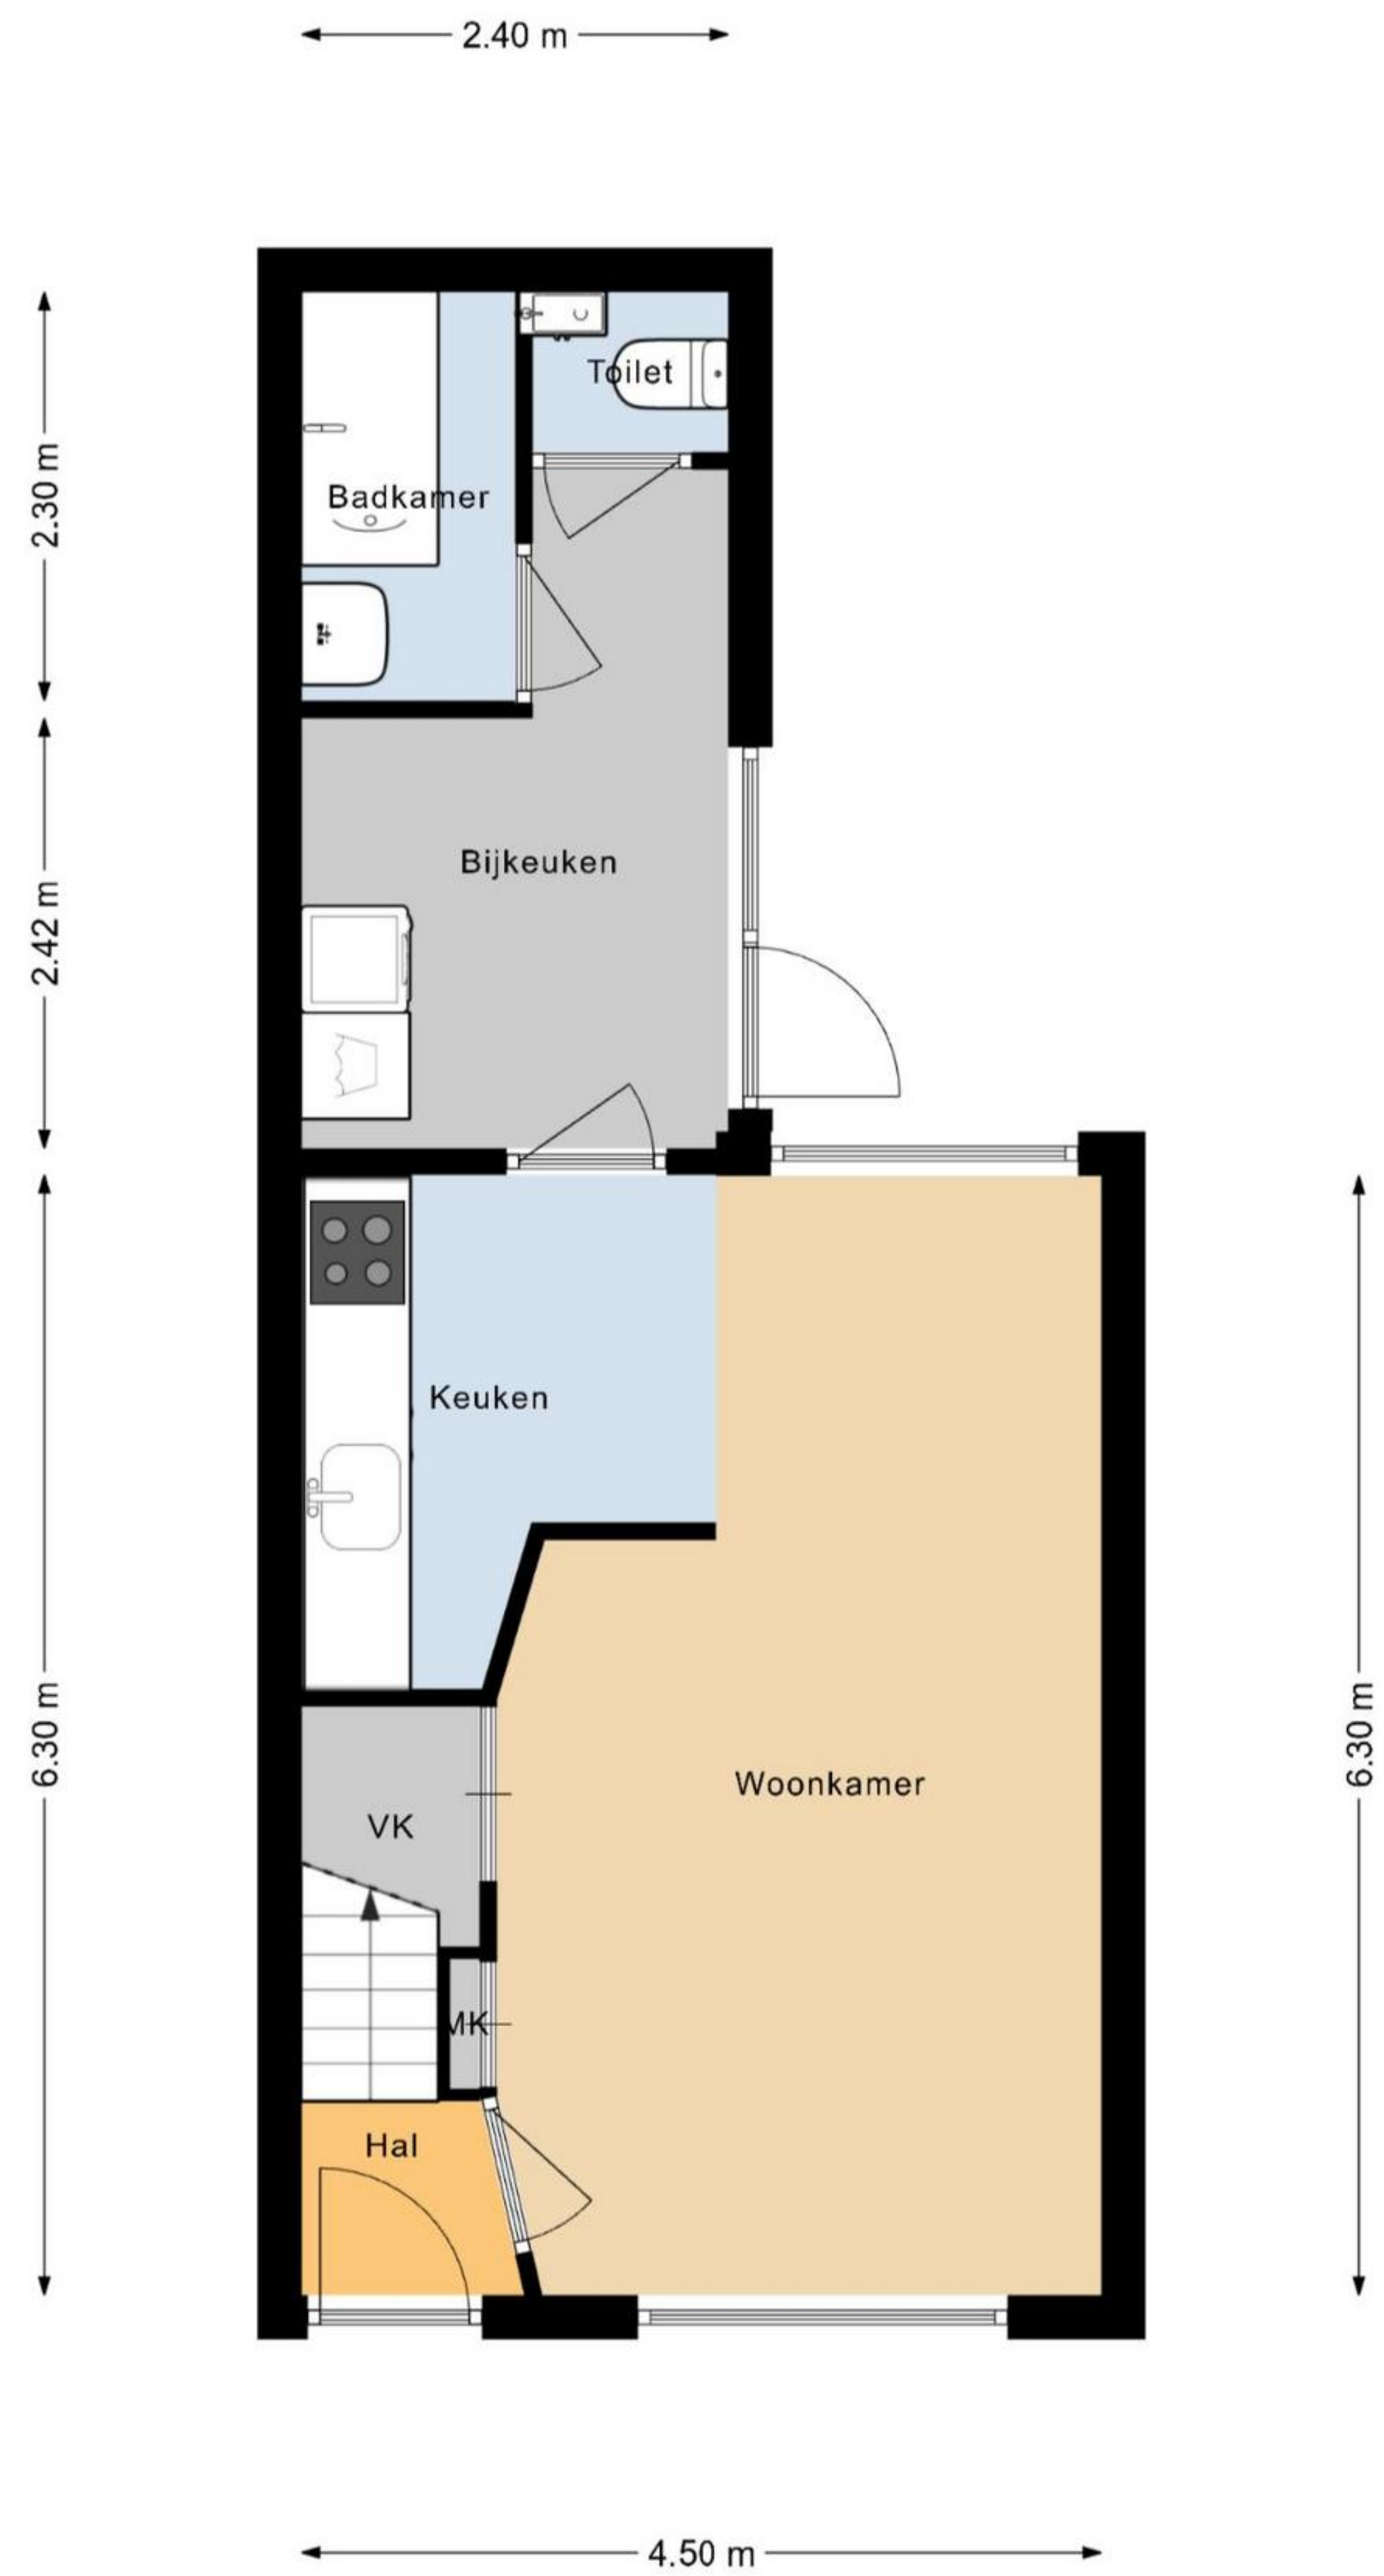 2.40 m
Toilet
2.30 m
Badkamer
Bijkeuken
2.42 m
Keuken
6.30 m
6.30 m
Woonkamer
VK
MK
Hal
4.50 m